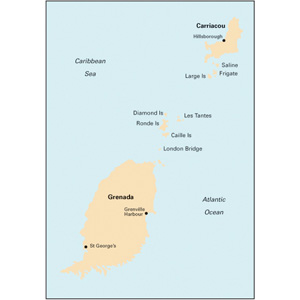 Carriacou
Hillsborough
Caribbean
Sea
Saline
Frigate
Large Is
Diamond Is
Les Tantes
Ronde Is
Caille Is
London Bridge
Grenada
Atlantic
Ocean
Grenville
Harbour
St George's